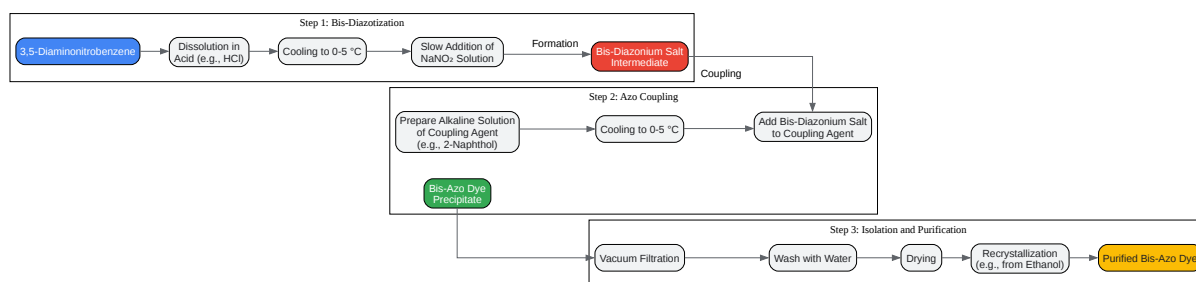 Step 1: Bis-Diazotization
3,5-Diaminonitrobenzene
Dissolution in
Acid (e.g., HCl)
Cooling to 0-5 °C
Slow Addition of
NaNO₂ Solution
Formation
Bis-Diazonium Salt
Intermediate
Coupling
Step 2: Azo Coupling
Prepare Alkaline Solution
of Coupling Agent
(e.g., 2-Naphthol)
Cooling to 0-5 °C
Add Bis-Diazonium Salt
to Coupling Agent
Bis-Azo Dye
Precipitate
Step 3: Isolation and Purification
Vacuum Filtration
Wash with Water
Drying
Recrystallization
(e.g., from Ethanol)
Purified Bis-Azo Dye